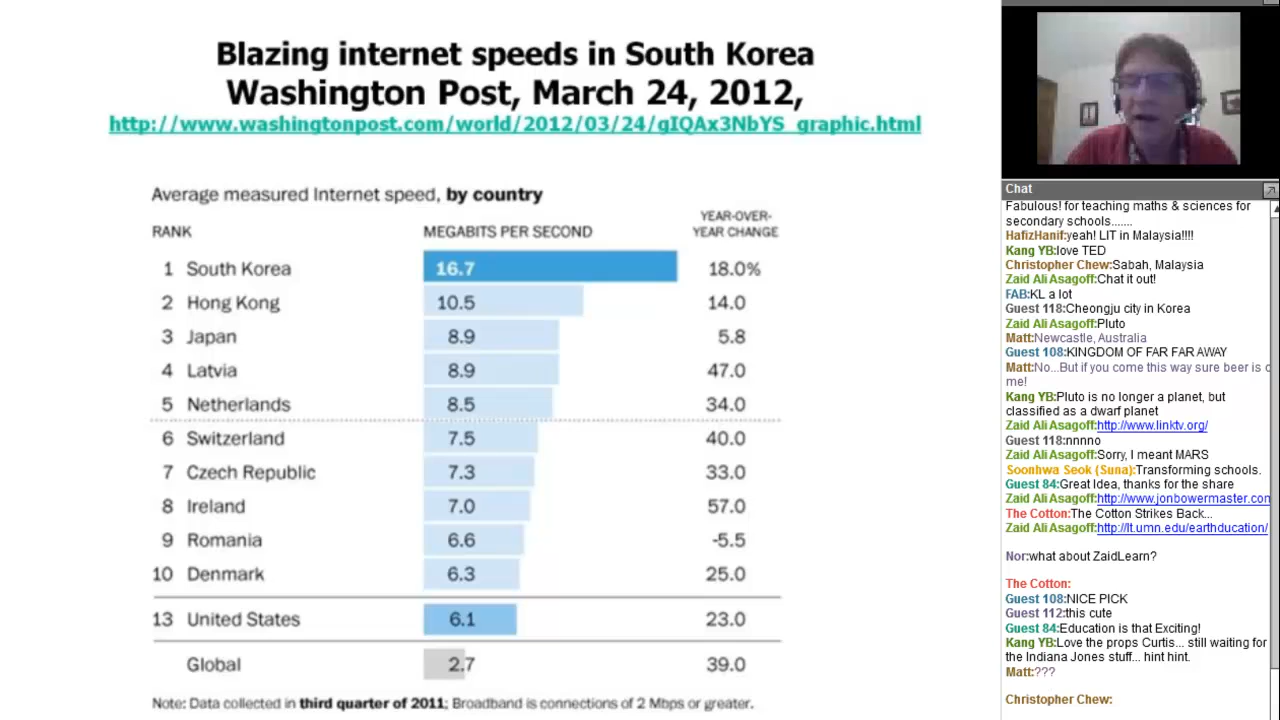 Blazing internet speeds in South Korea
Washington Post, March 24, 2012,
http://www.washingtonpost.com/world/2012/03/24/gIQAx3NbYS_graphic.html
Average measured Internet speed, by country
RANK MEGABITS PER SECOND YEAR-OVER-
YEAR CHANGE
1 South Korea 16.7 18.0%
2 Hong Kong 10.5 14.0
3 Japan 8.9 5.8
4 Latvia 8.9 47.0
5 Netherlands 8.5 34.0
6 Switzerland 7.5 40.0
7 Czech Republic 7.3 33.0
8 Ireland 7.0 57.0
9 Romania 6.6 -5.5
10 Denmark 6.3 25.0
13 United States 6.1 23.0
Global 2.7 39.0
Note: Data collected in third quarter of 2011; Broadband is connections of 2 Mbps or greater.
Chat
Fabulous! for teaching maths & sciences for
secondary schools.......
HafizHanif:yeah! LIT in Malaysia!!!!
Kang YB:love TED
Christopher Chew:Sabah, Malaysia
Zaid Ali Asagoff:Chat it out!
FAB:KL a lot
Guest 118:Cheongju city in Korea
Zaid Ali Asagoff:Pluto
Matt:Newcastle, Australia
Guest 108:KINGDOM OF FAR FAR AWAY
Matt:No...But if you come this way sure beer is
me!
Kang YB:Pluto is no longer a planet, but
classified as a dwarf planet
Zaid Ali Asagoff:http://www.linktv.org/
Guest 118:nnnno
Zaid Ali Asagoff:Sorry, I meant MARS
Soonhwa Seok (Suna):Transforming schools.
Guest 84:Great Idea, thanks for the share
Zaid Ali Asagoff:http://www.jonbowermaster.com
The Cotton:The Cotton Strikes Back...
Zaid Ali Asagoff:http://lt.umn.edu/earthducation/
Nor:what about ZaidLearn?
The Cotton:
Guest 108:NICE PICK
Guest 112:this cute
Guest 84:Education is that Exciting!
Kang YB:Love the props Curtis... still waiting for
the Indiana Jones stuff... hint hint.
Matt:???
Christopher Chew: